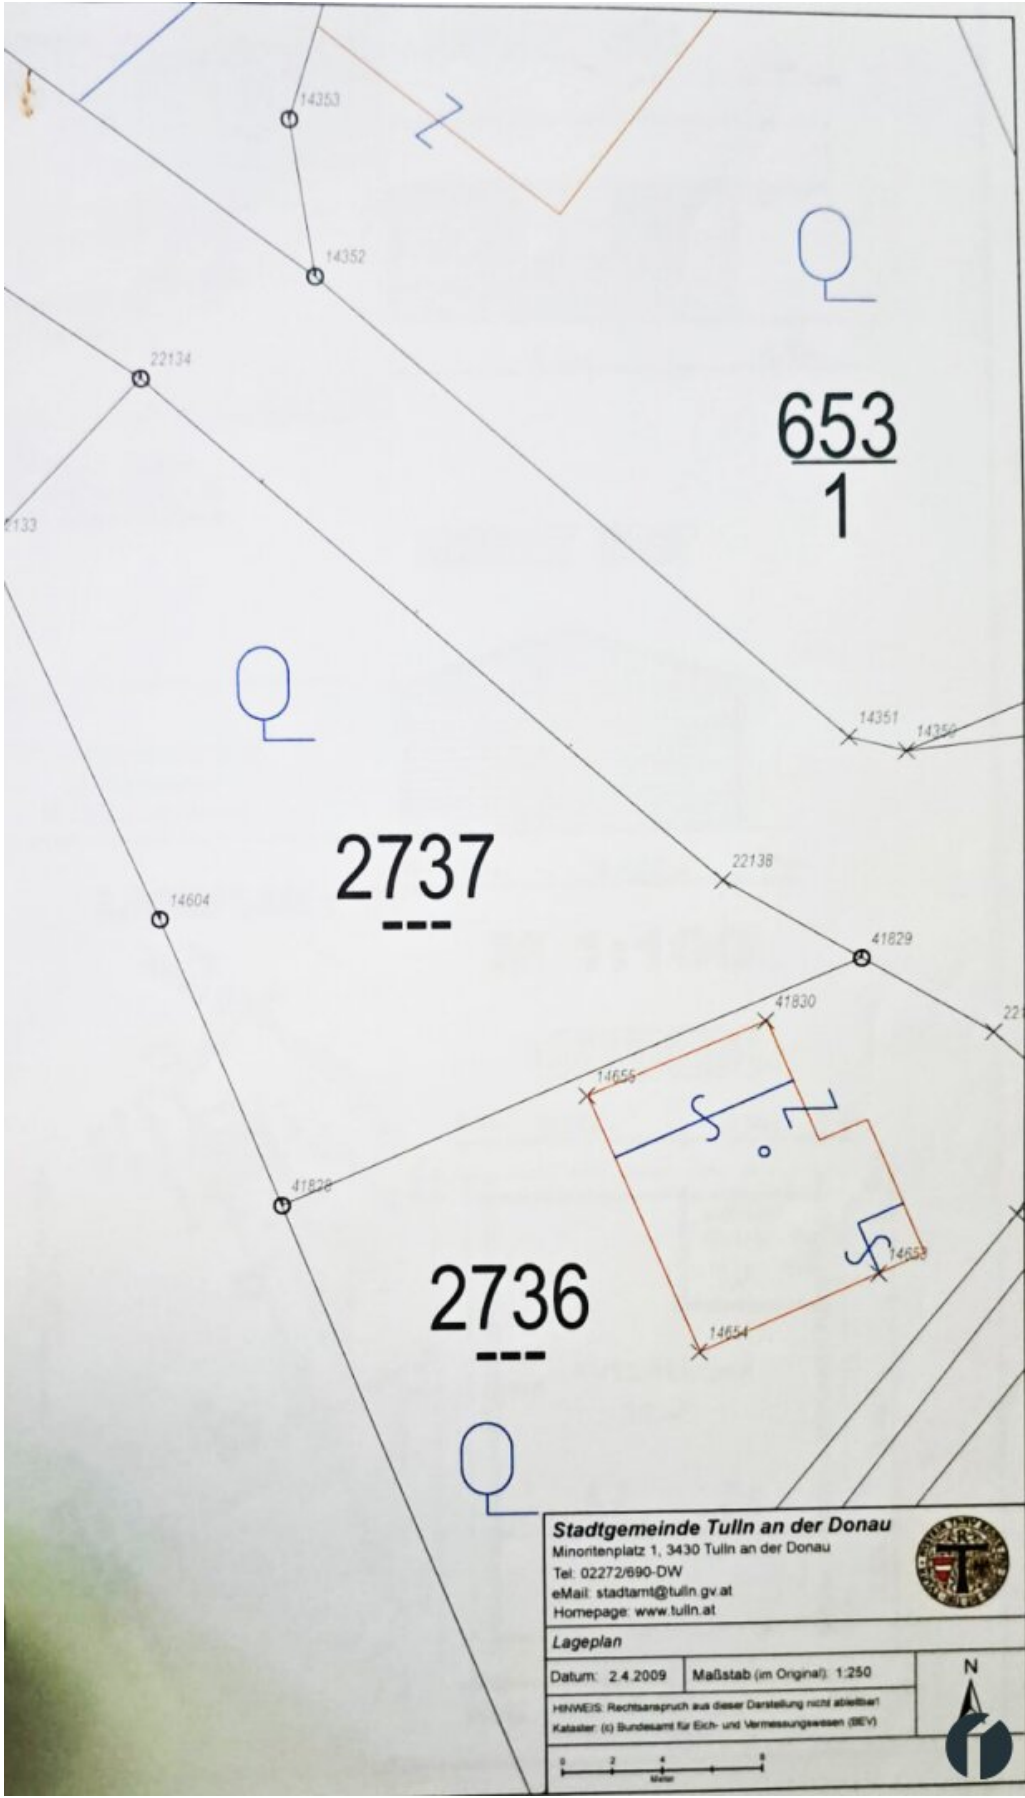 14353
14352
22134
2133
653
1
14351
14350
2737
---
22138
14604
41829
41830
14655
41828
14653
2736
---
14654
Stadtgemeinde Tulln an der Donau
Minoritenplatz 1, 3430 Tulln an der Donau
Tel: 02272/690-DW
eMail: stadtamt@tulln.gv.at
Homepage: www.tulln.at
Lageplan
Datum: 2.4.2009 Maßstab (im Original): 1:250
N
HINWEIS: Rechtsanspruch aus dieser Darstellung nicht ableitbar!
Kataster: (c) Bundesamt für Eich- und Vermessungswesen (BEV)
0 2 4 8
Meter